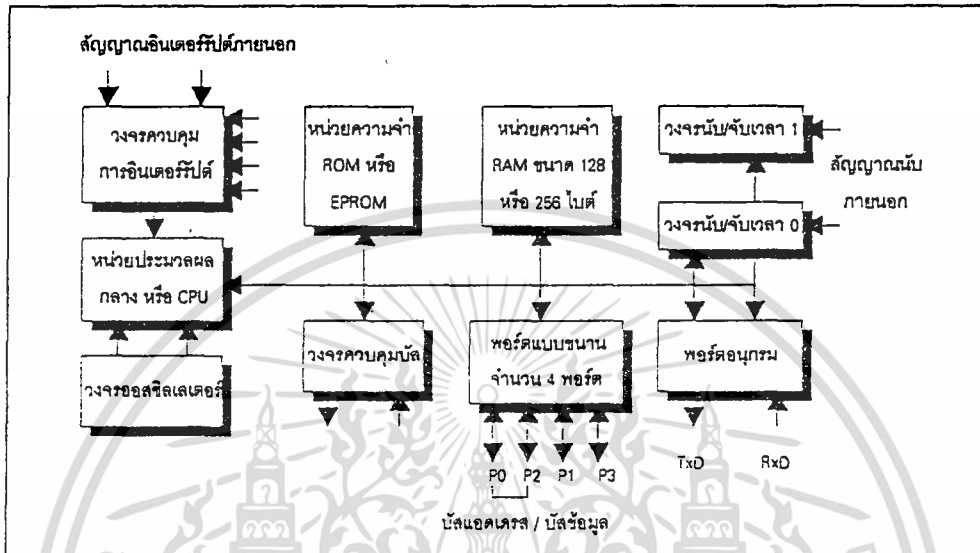 สัญญาณอินเตอร์รัปต์ภายนอก
วงจรควบคุม
การอินเตอร์รัปต์
หน่วยความจำ
ROM หรือ
EPROM
หน่วยความจำ
RAM ขนาด 128
หรือ 256 ไบต์
วงจรนับ/จับเวลา 1
สัญญาณนับ
ภายนอก
วงจรนับ/จับเวลา 0
หน่วยประมวลผล
กลาง หรือ CPU
วงจรออสซิลเลเตอร์
วงจรควบคุมบัส
พอร์ตแบบขนาน
จำนวน 4 พอร์ต
พอร์ตอนุกรม
P0 P2 P1 P3
TxD RxD
บัสแอดเดรส / บัสข้อมูล